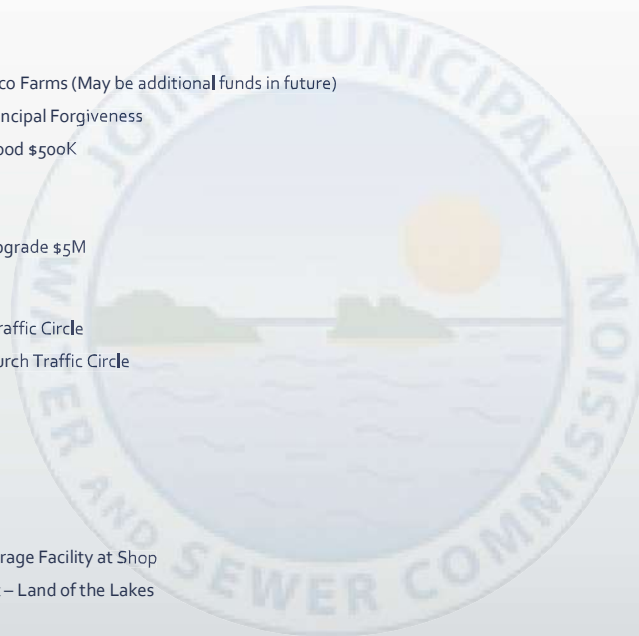 co Farms (May be additional funds in future)
ncipal Forgiveness
ood $500K
pgrade $5M
raffic Circle
urch Traffic Circle
rage Facility at Shop
– Land of the Lakes
JOINT MUNICIPAL
WATER AND SEWER COMMISSION